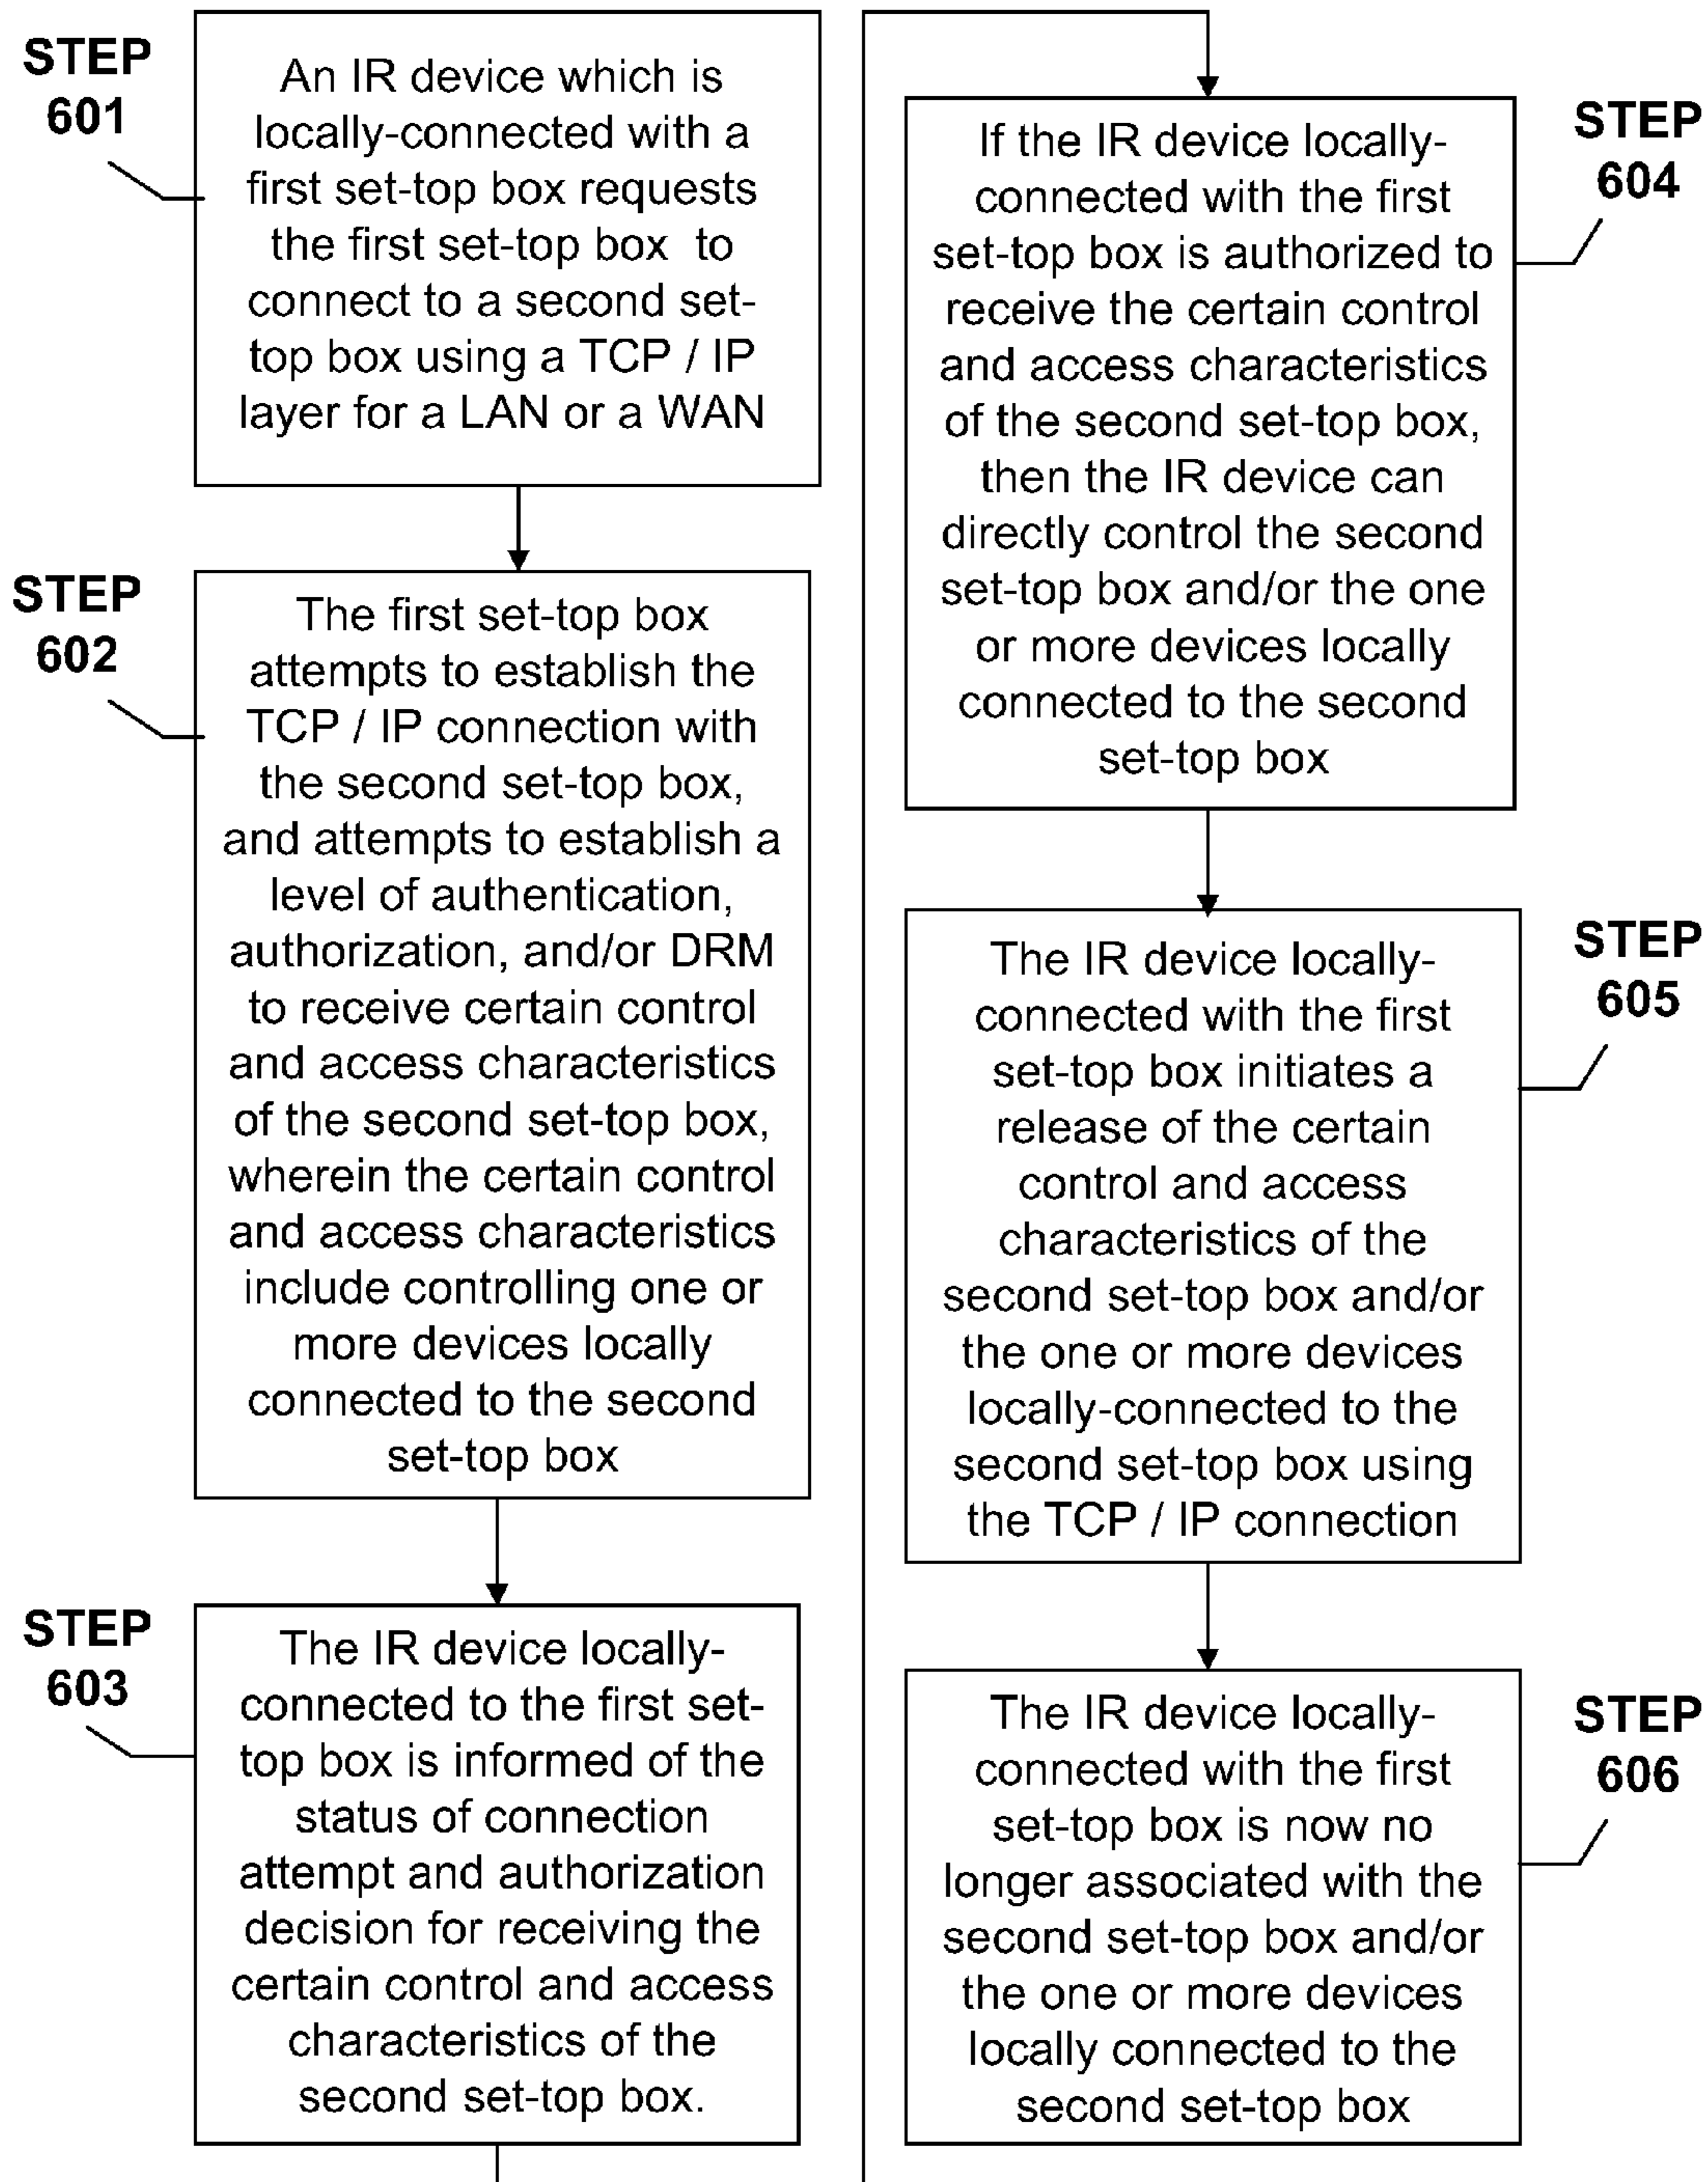 STEP
601
An IR device which is
locally-connected with a
first set-top box requests
the first set-top box to
connect to a second set-
top box using a TCP / IP
layer for a LAN or a WAN
STEP
602
The first set-top box
attempts to establish the
TCP / IP connection with
the second set-top box,
and attempts to establish a
level of authentication,
authorization, and/or DRM
to receive certain control
and access characteristics
of the second set-top box,
wherein the certain control
and access characteristics
include controlling one or
more devices locally
connected to the second
set-top box
STEP
603
The IR device locally-
connected to the first set-
top box is informed of the
status of connection
attempt and authorization
decision for receiving the
certain control and access
characteristics of the
second set-top box.
STEP
604
If the IR device locally-
connected with the first
set-top box is authorized to
receive the certain control
and access characteristics
of the second set-top box,
then the IR device can
directly control the second
set-top box and/or the one
or more devices locally
connected to the second
set-top box
STEP
605
The IR device locally-
connected with the first
set-top box initiates a
release of the certain
control and access
characteristics of the
second set-top box and/or
the one or more devices
locally-connected to the
second set-top box using
the TCP / IP connection
STEP
606
The IR device locally-
connected with the first
set-top box is now no
longer associated with the
second set-top box and/or
the one or more devices
locally connected to the
second set-top box